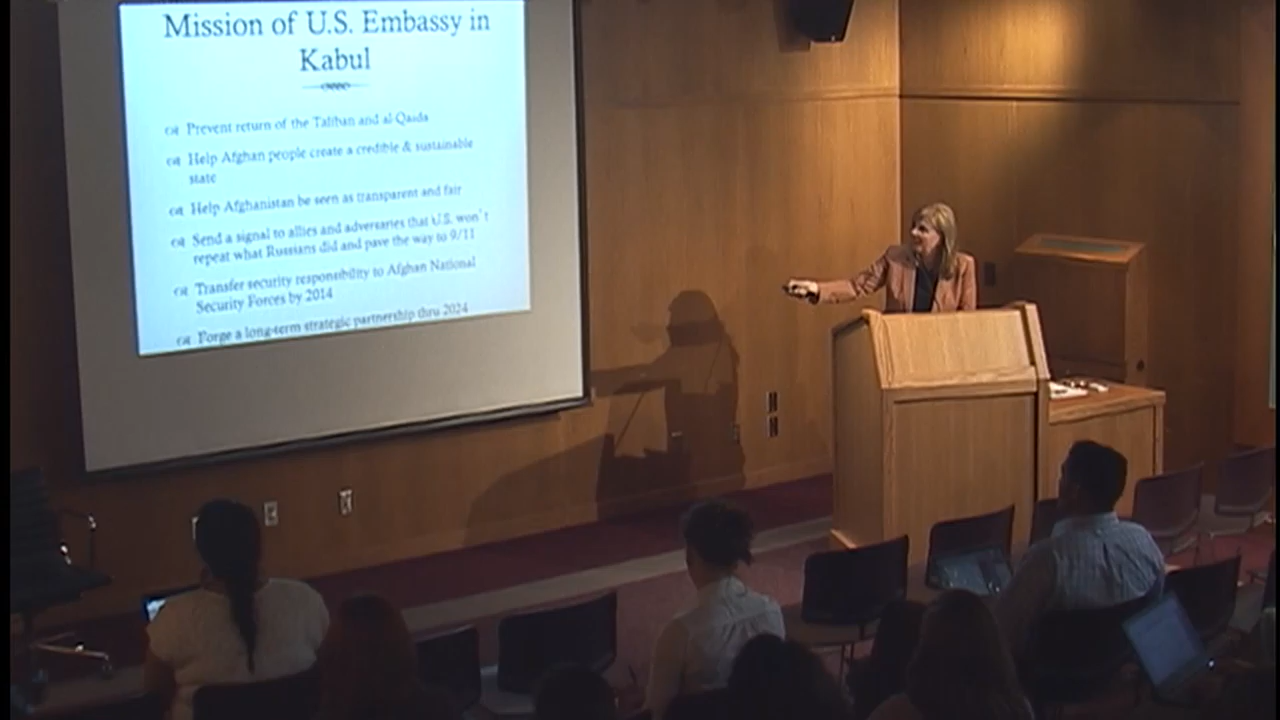 Mission of U.S. Embassy in
Kabul
Prevent return of the Taliban and al-Qaida
Help Afghan people create a credible & sustainable
state
Help Afghanistan be seen as transparent and fair
Send a signal to allies and adversaries that U.S. won't
repeat what Russians did and pave the way to 9/11
Transfer security responsibility to Afghan National
Security Forces by 2014
Forge a long-term strategic partnership thru 2024